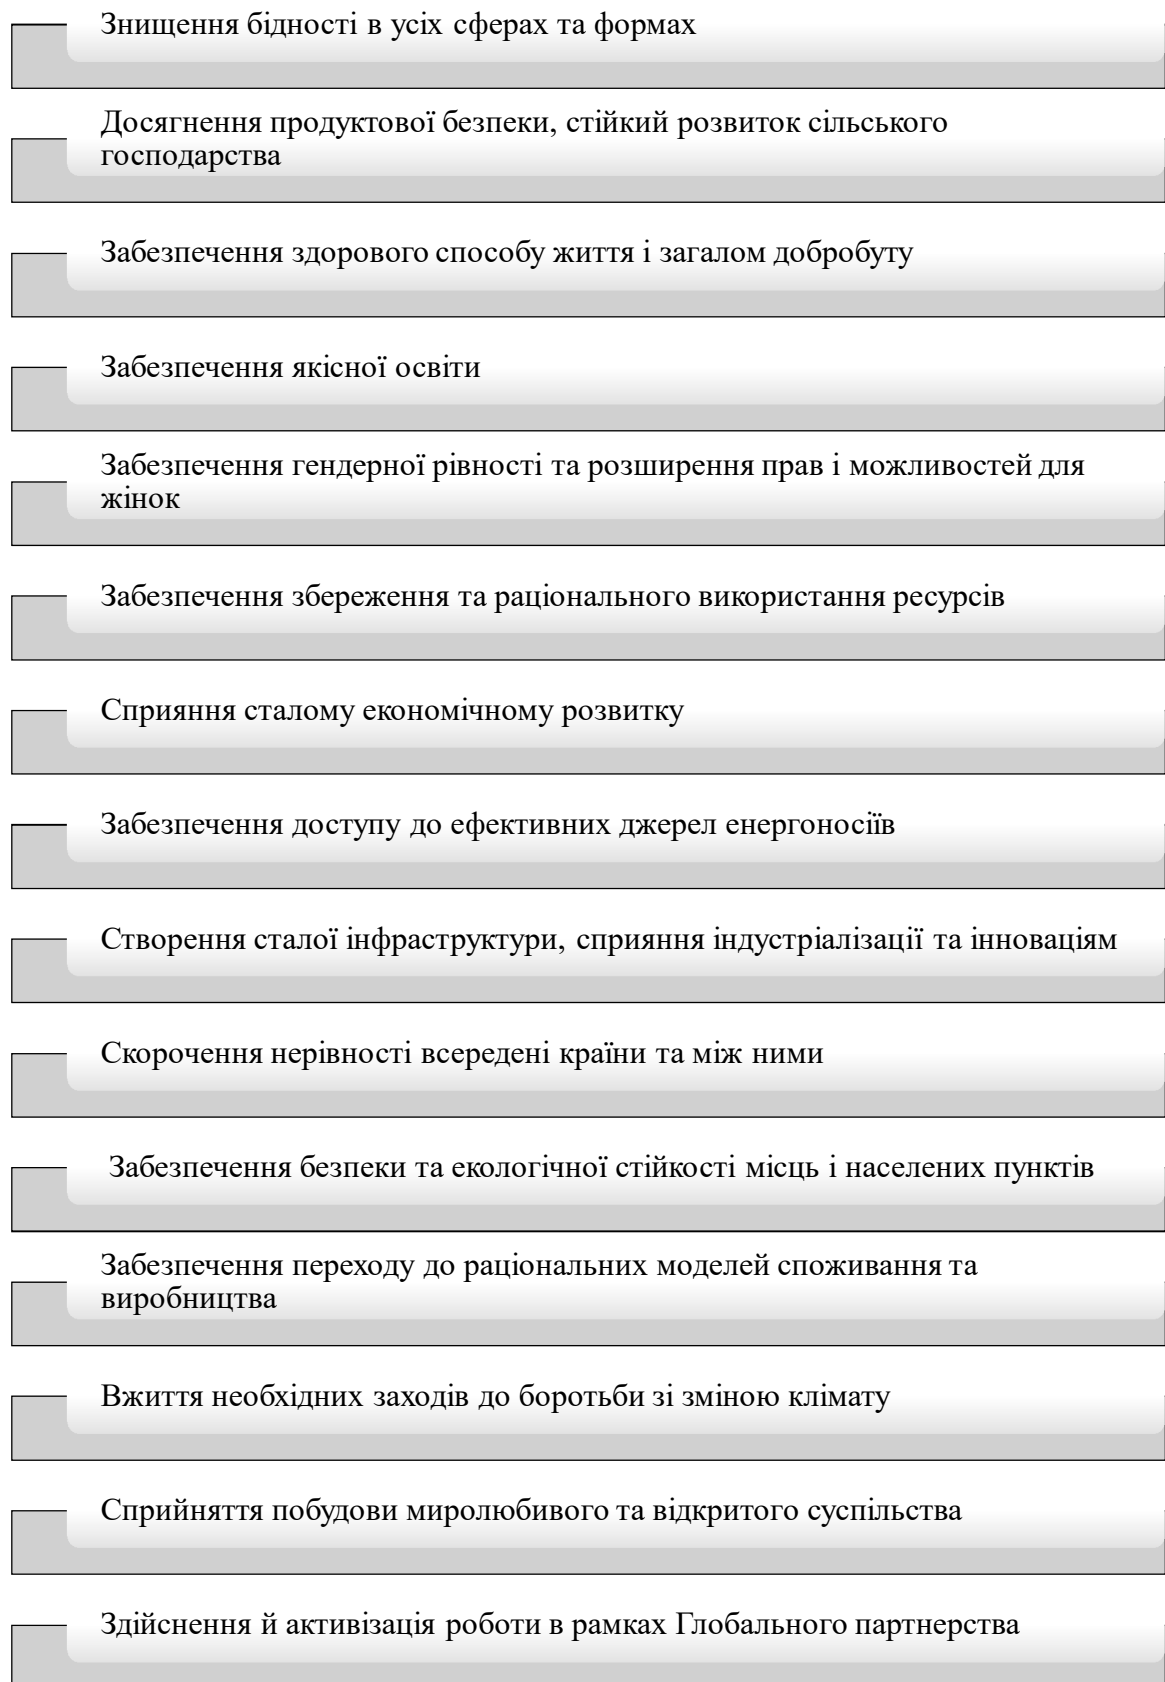 Знищення бідності в усіх сферах та формах
Досягнення продуктової безпеки, стійкий розвиток сільського
господарства
Забезпечення здорового способу життя і загалом добробуту
Забезпечення якісної освіти
Забезпечення гендерної рівності та розширення прав і можливостей для
жінок
Забезпечення збереження та раціонального використання ресурсів
Сприяння сталому економічному розвитку
Забезпечення доступу до ефективних джерел енергоносіїв
Створення сталої інфраструктури, сприяння індустріалізації та інноваціям
Скорочення нерівності всередені країни та між ними
Забезпечення безпеки та екологічної стійкості місць і населених пунктів
Забезпечення переходу до раціональних моделей споживання та
виробництва
Вжиття необхідних заходів до боротьби зі зміною клімату
Сприйняття побудови миролюбивого та відкритого суспільства
Здійснення й активізація роботи в рамках Глобального партнерства